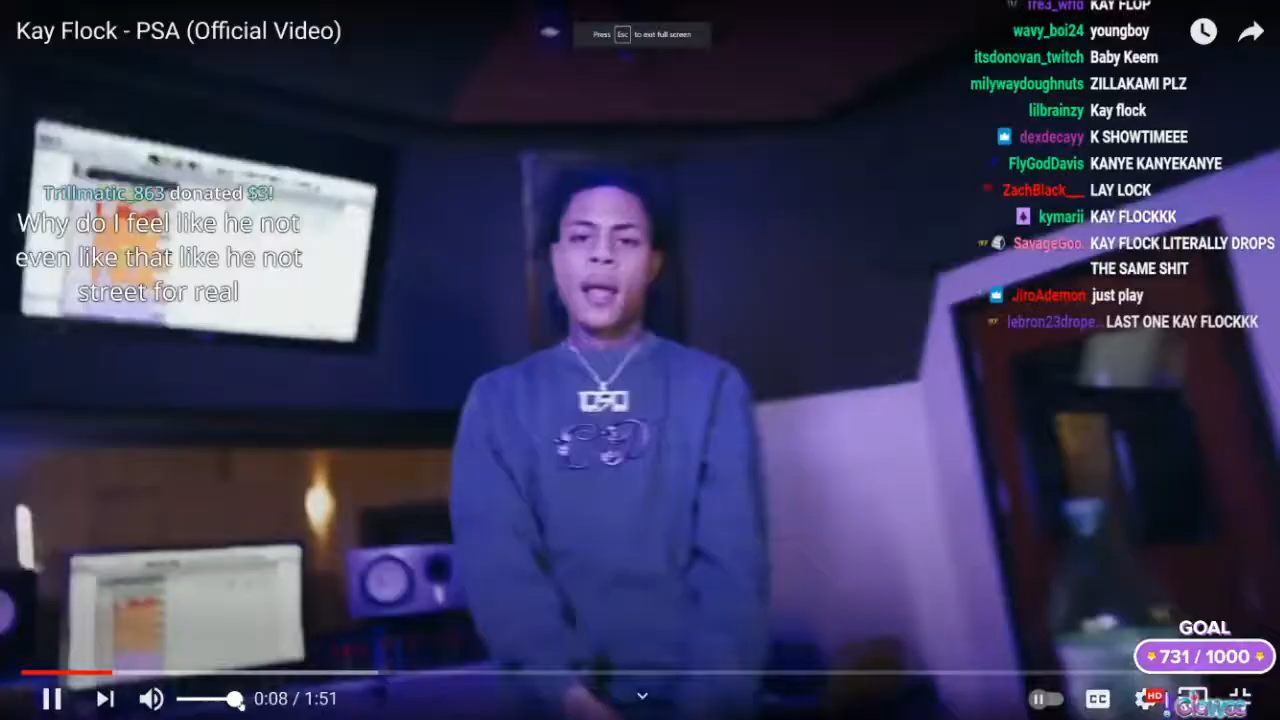 Kay Flock - PSA (Official Video)
Press Esc to exit full screen
Trillmatic_863 donated $3!
Why do I feel like he not
even like that like he not
street for real
KAY FLOP
wavy_boi24 youngboy
itsdonovan_twitch Baby Keem
milywaydoughnuts ZILLAKAMI PLZ
lilbrainzy Kay flock
dexdecayy K SHOWTIMEEE
FlyGodDavis KANYE KANYEKANYE
ZachBlack__ LAY LOCK
kymarii KAY FLOCKKK
SavageGoo. KAY FLOCK LITERALLY DROPS
THE SAME SHIT
JiroAdemon just play
lebron23drope... LAST ONE KAY FLOCKKK
GOAL
731 / 1000
0:08 / 1:51
CC
HD